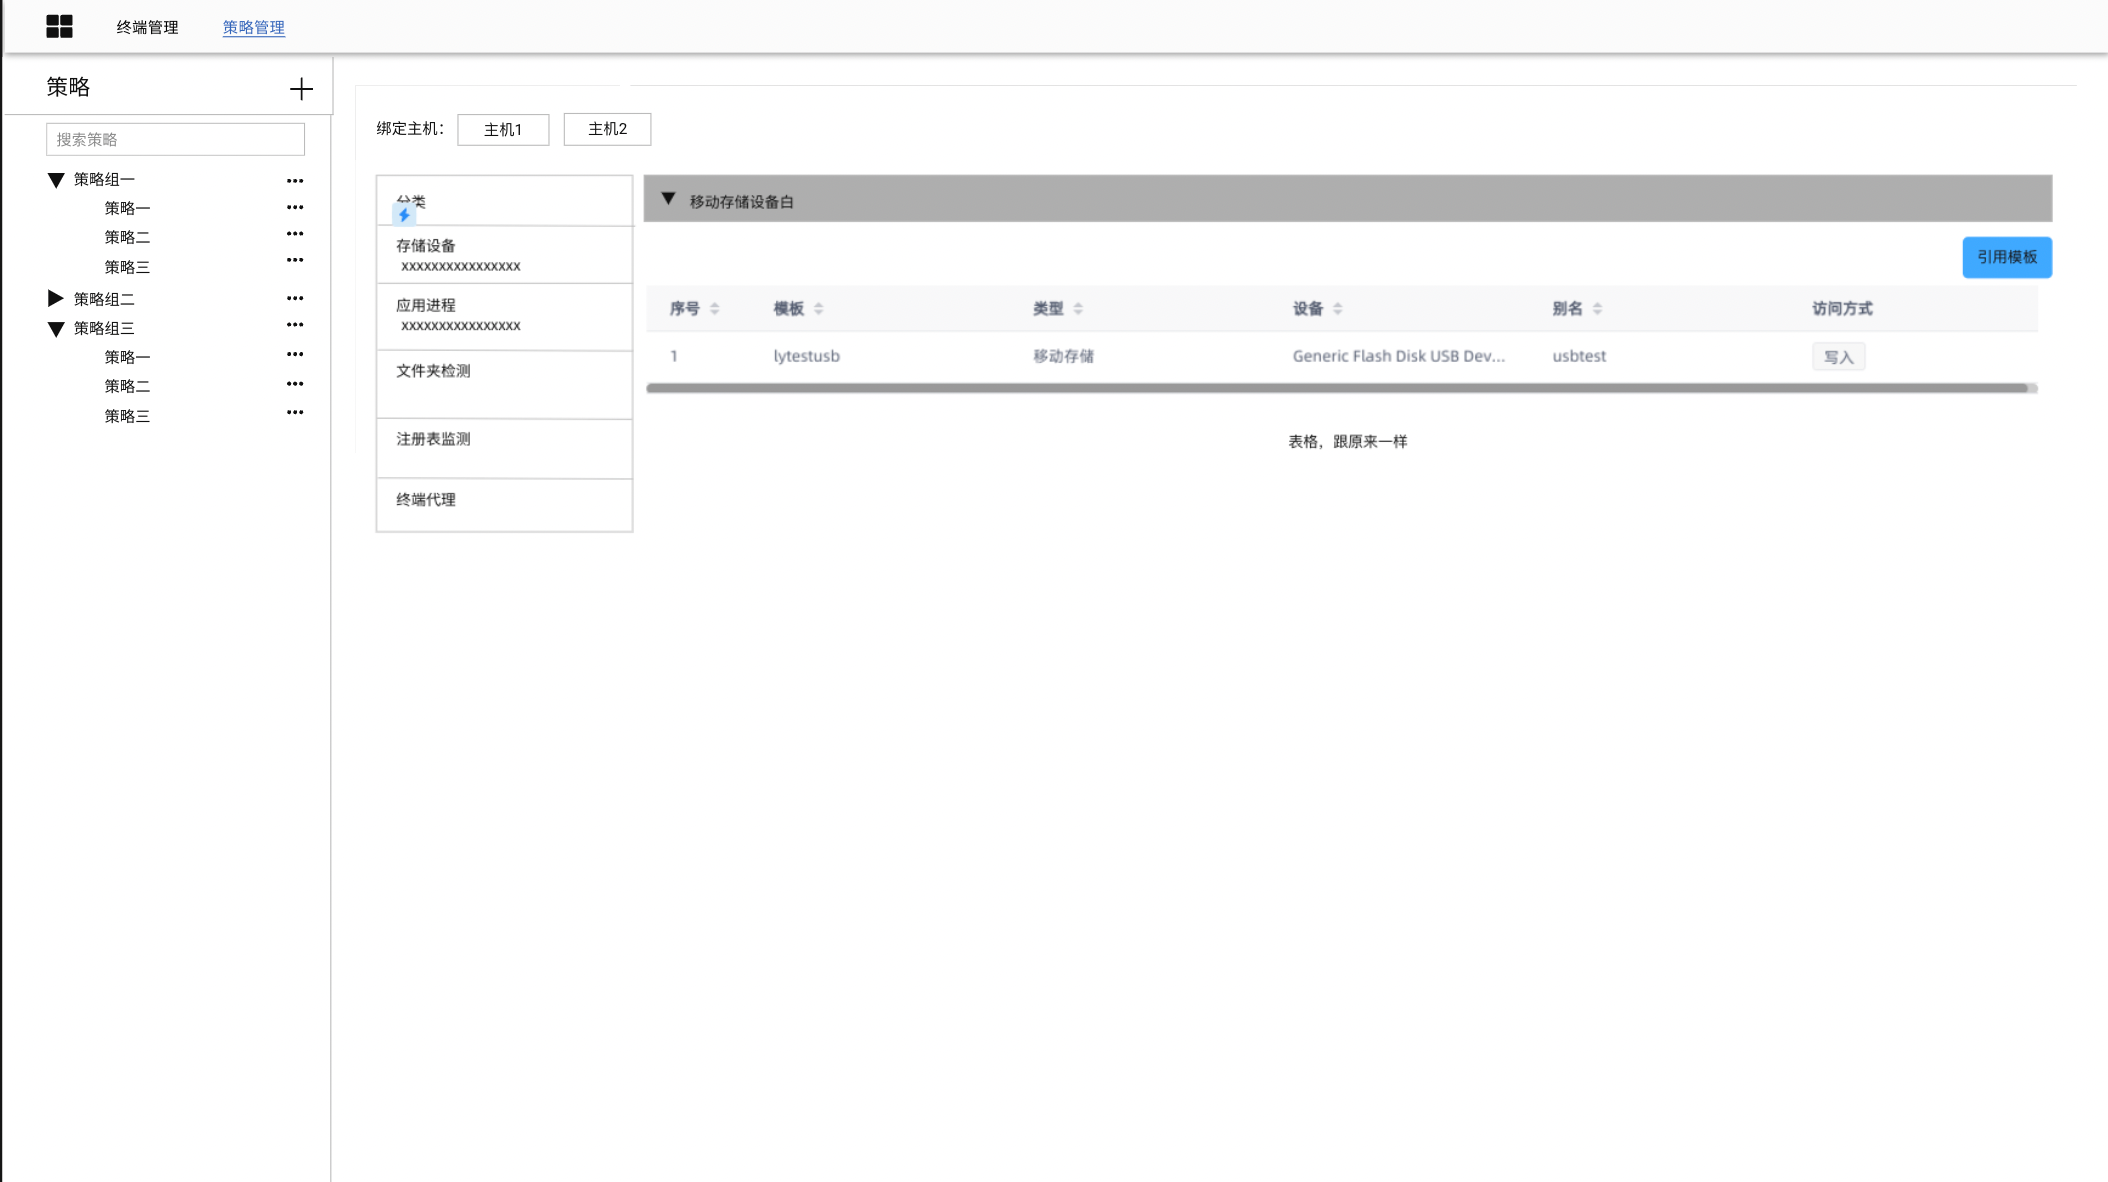 终端管理 策略管理
策略
搜索策略
策略组一
策略一
策略二
策略三
策略组二
策略组三
策略一
策略二
策略三
绑定主机： 主机1 主机2
分类
存储设备
xxxxxxxxxxxxxxxx
应用进程
xxxxxxxxxxxxxxxx
文件夹检测
注册表监测
终端代理
移动存储设备白
引用模板
序号 模板 类型 设备 别名 访问方式
1 lytestusb 移动存储 Generic Flash Disk USB Dev... usbtest 写入
表格，跟原来一样